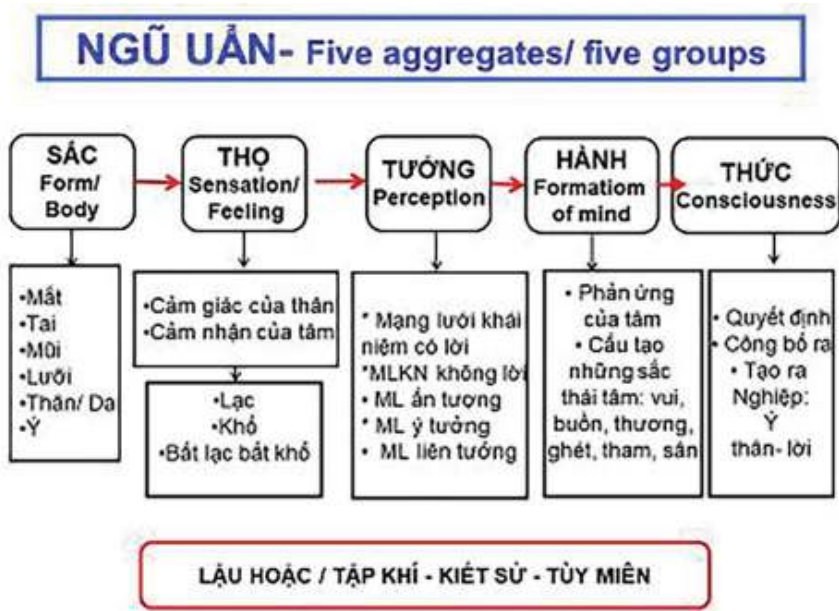 NGŨ UẨN- Five aggregates/ five groups
SẮC
Form/
Body
THỌ
Sensation/
Feeling
TƯỞNG
Perception
HÀNH
Formatiom
of mind
THỨC
Consciousness
•Mắt
•Tai
•Mũi
•Lưỡi
•Thân/ Da
•Ý
•Cảm giác của thân
•Cảm nhận của tâm
•Lạc
•Khổ
•Bất lạc bất khổ
* Mạng lưới khái
niệm có lời
*MLKN không lời
• ML ấn tượng
* ML ý tưởng
• ML liên tưởng
• Phản ứng
của tâm
• Cấu tạo
những sắc
thái tâm: vui,
buồn, thương,
ghét, tham, sân
• Quyết định
• Công bố ra
• Tạo ra
Nghiệp:
Ý
thân- lời
LẬU HOẶC / TẬP KHÍ - KIẾT SỬ - TÙY MIÊN